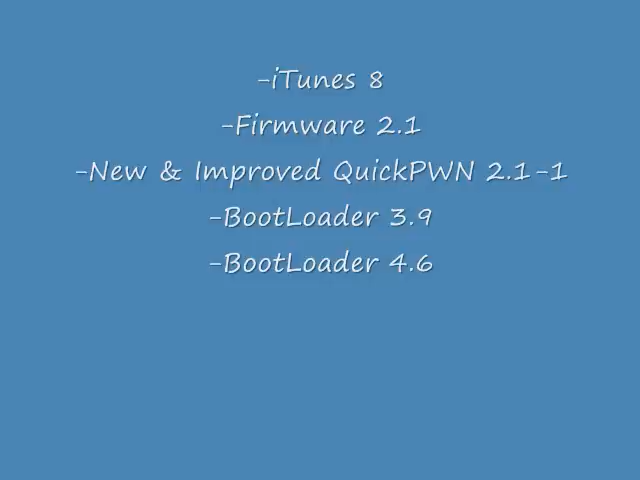 -iTunes 8
-Firmware 2.1
-New & Improved QuickPWN 2.1-1
-BootLoader 3.9
-BootLoader 4.6